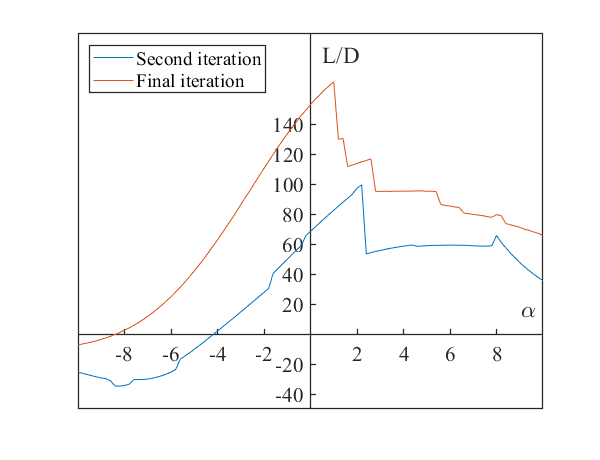 L/D
Second iteration
Final iteration
140
120
100
80
60
40
20
α
-8 -6 -4 -2 2 4 6 8
-20
-40